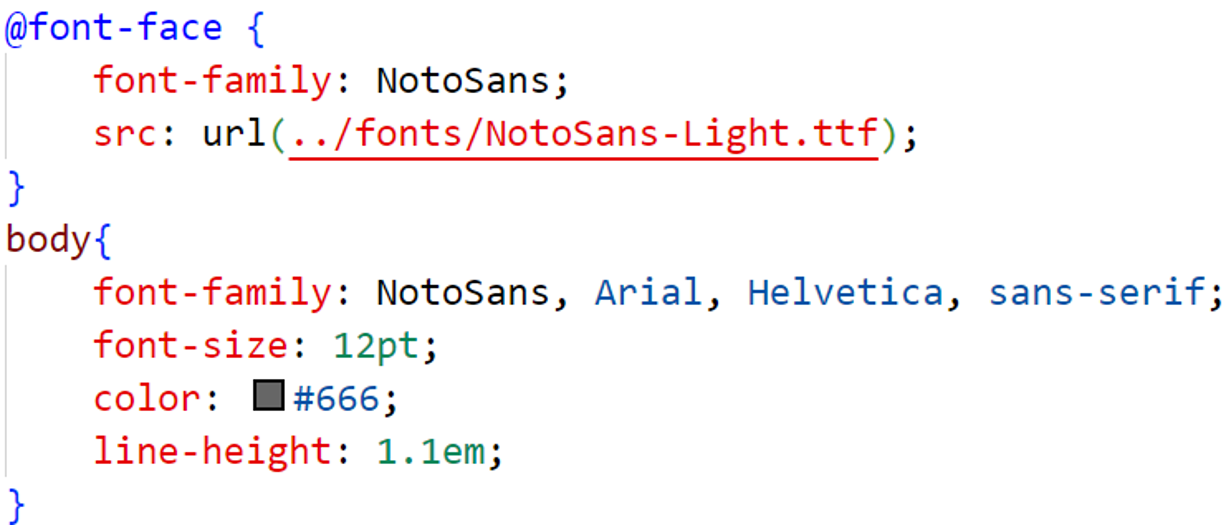 @font-face {
    font-family: NotoSans;
    src: url(../fonts/NotoSans-Light.ttf);
}
body{
    font-family: NotoSans, Arial, Helvetica, sans-serif;
    font-size: 12pt;
    color: #666;
    line-height: 1.1em;
}